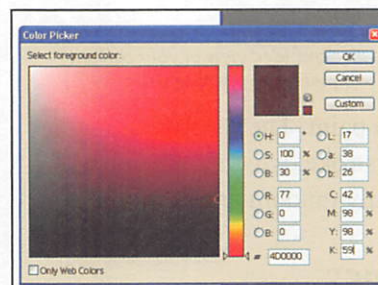 Color Picker
Select foreground color:
OK
Cancel
Custom
H: 0 °
S: 100 %
B: 30 %
R: 77
G: 0
B: 0
L: 17
a: 38
b: 26
C: 42 %
M: 98 %
Y: 98 %
K: 59 %
# 4D0000
Only Web Colors